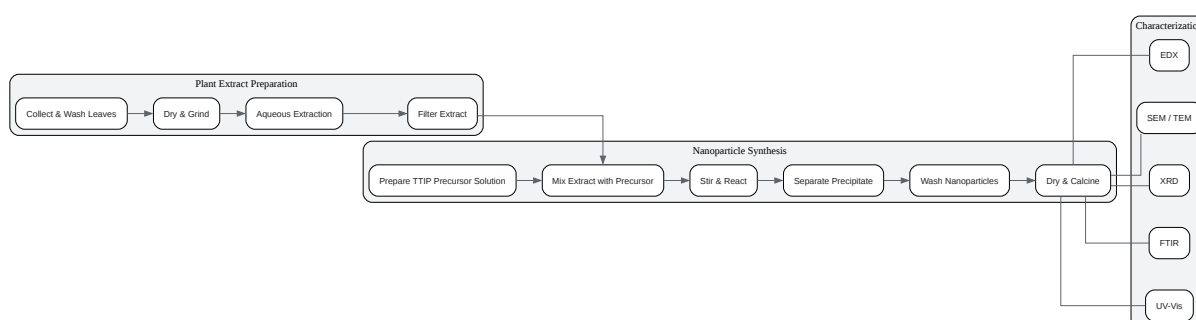 Characterizatio
EDX
Plant Extract Preparation
Collect & Wash Leaves
Dry & Grind
Aqueous Extraction
Filter Extract
SEM / TEM
Nanoparticle Synthesis
Prepare TTIP Precursor Solution
Mix Extract with Precursor
Stir & React
Separate Precipitate
Wash Nanoparticles
Dry & Calcine
XRD
FTIR
UV-Vis